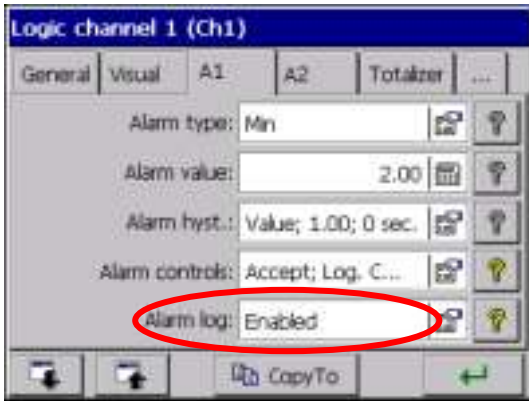 Logic channel 1 (Ch1)
General Visual A1 A2 Totalizer ...
Alarm type: Min
Alarm value: 2.00
Alarm hyst.: Value; 1.00; 0 sec.
Alarm controls: Accept; Log. C...
Alarm log: Enabled
CopyTo